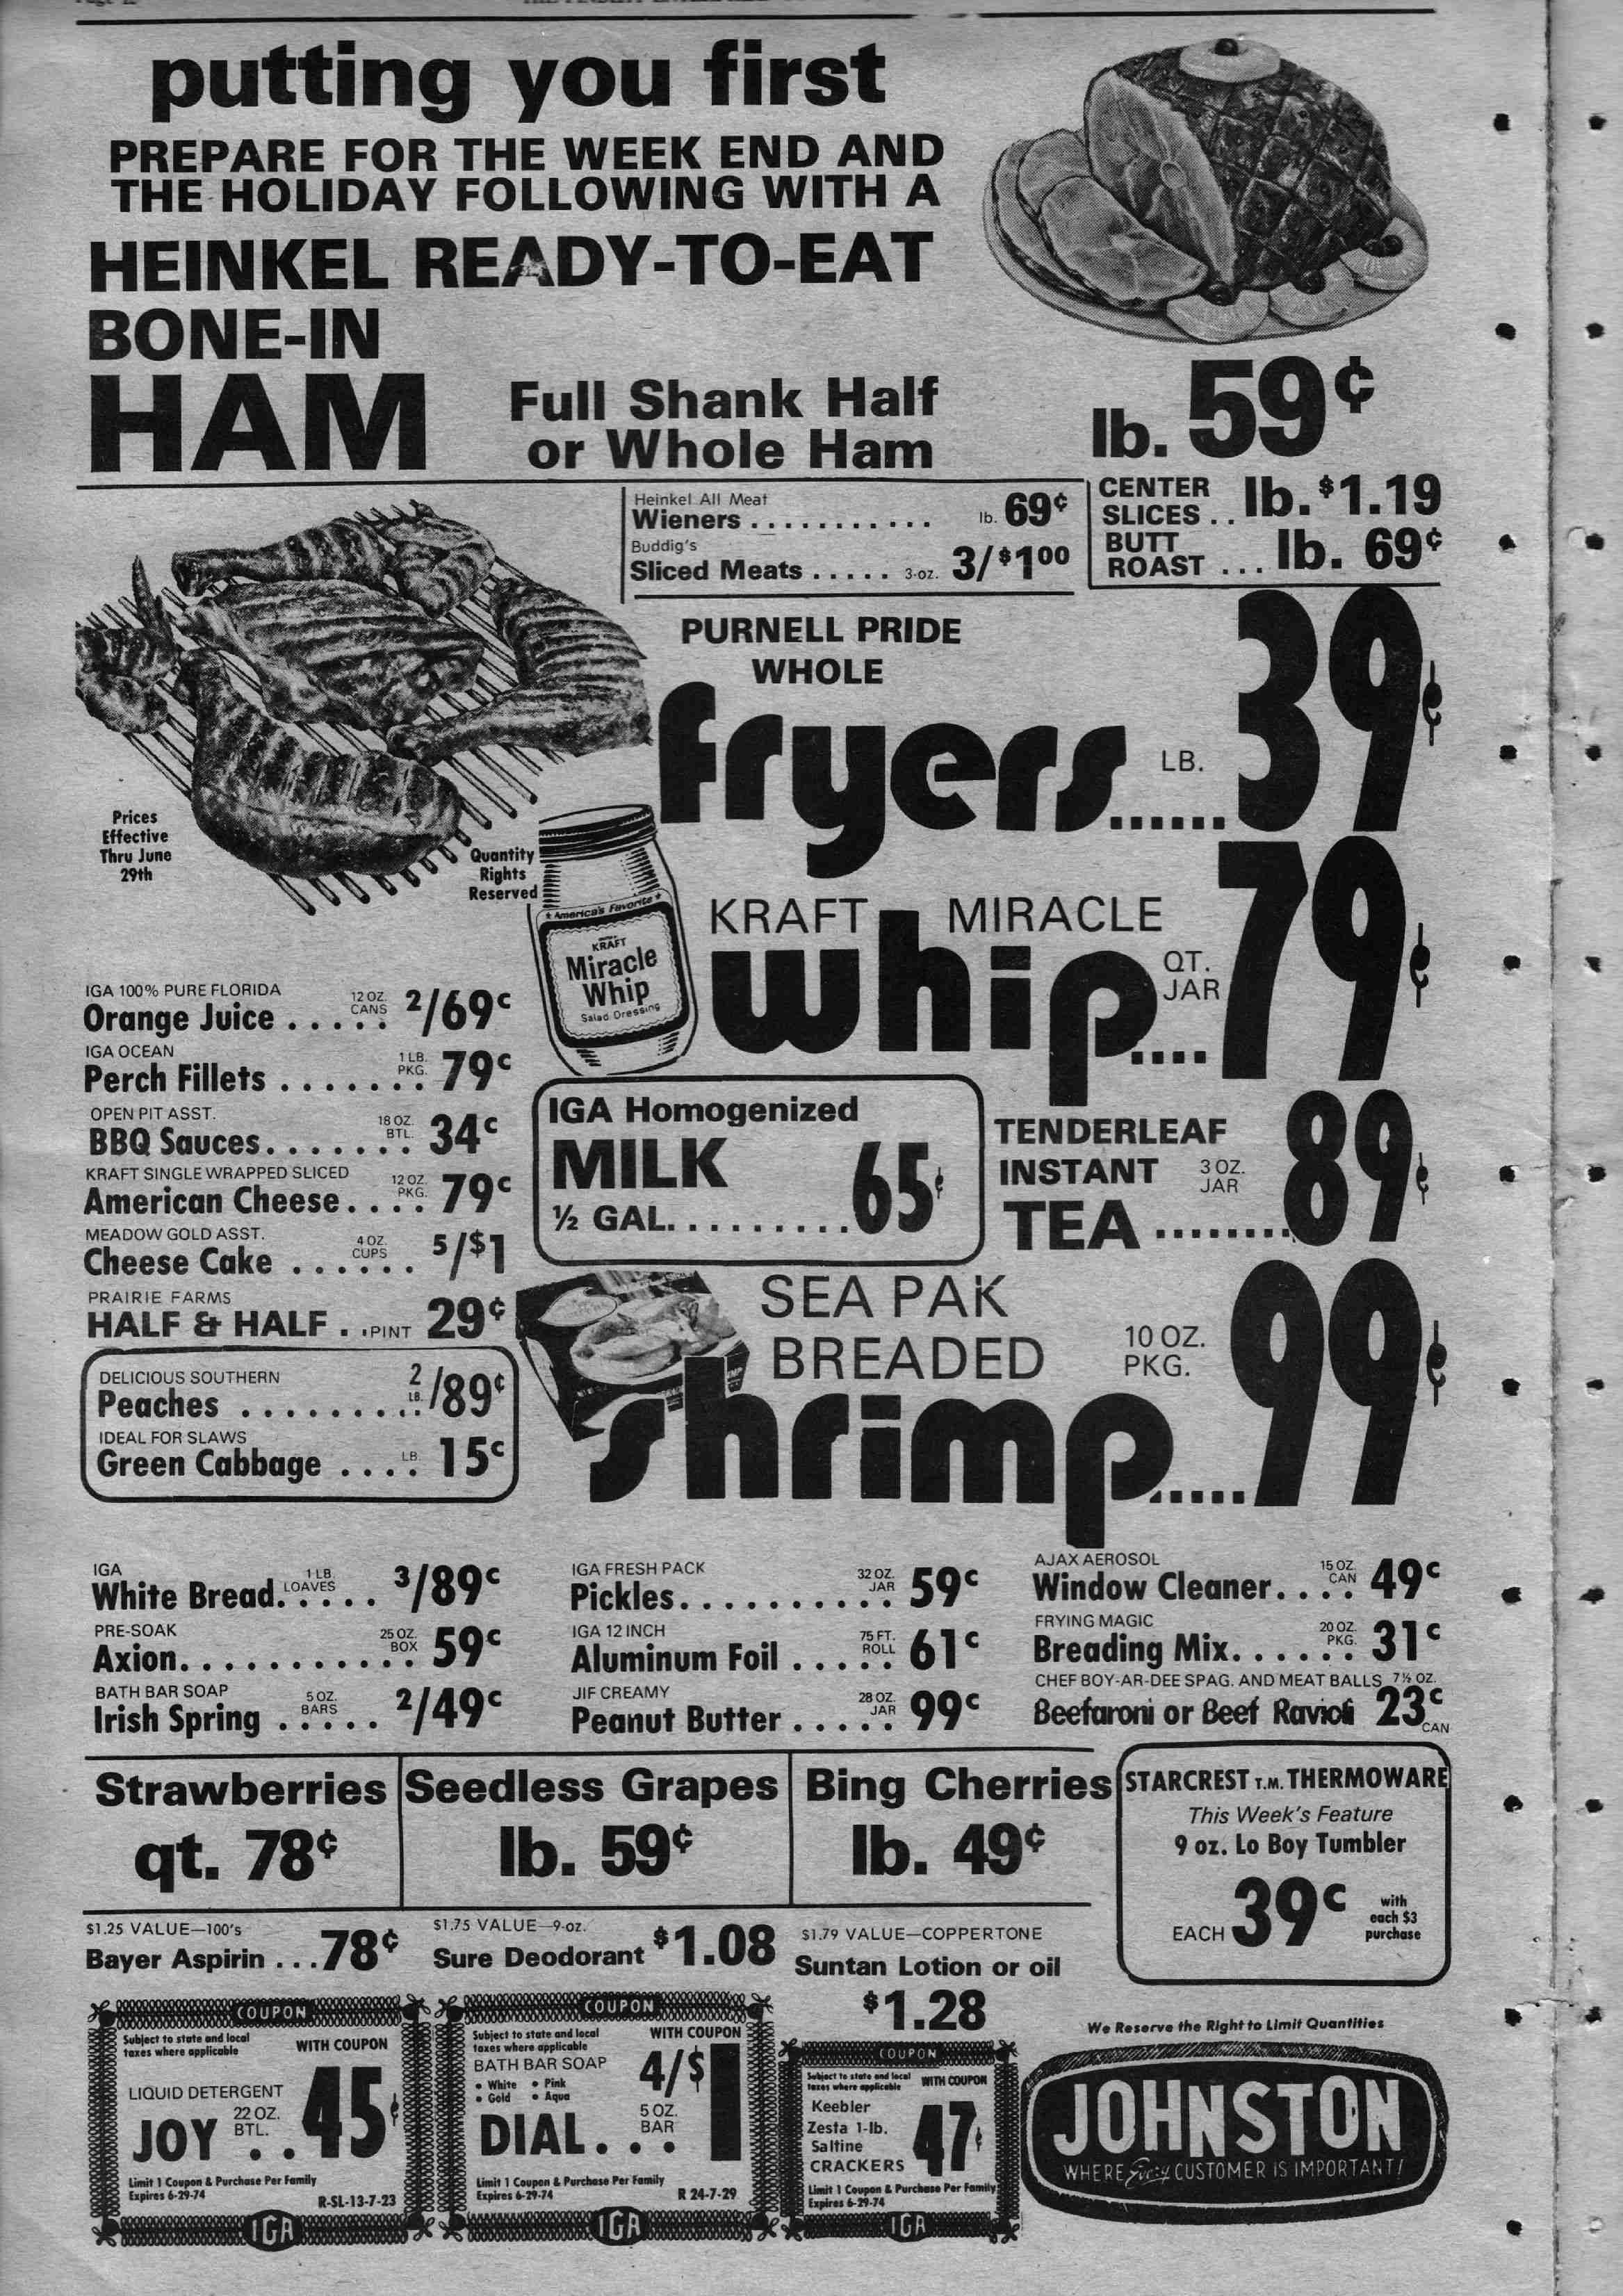 putting you first
PREPARE FOR THE WEEK END AND
THE HOLIDAY FOLLOWING WITH A
HEINKEL READY-TO-EAT
BONE-IN
HAM
Full Shank Half
or Whole Ham
lb. 59¢
Heinkel All Meat
Wieners ........... lb. 69¢
Buddig's
Sliced Meats ..... 3-oz. 3/$100
CENTER
SLICES .. lb. $1.19
BUTT
ROAST ... lb. 69¢
PURNELL PRIDE
WHOLE
fryers...... LB. 39¢
Prices
Effective
Thru June
29th
Quantity
Rights
Reserved
America's Favorite
KRAFT
Miracle
Whip
Salad Dressing
KRAFT MIRACLE
whip.... QT. JAR 79¢
IGA 100% PURE FLORIDA
Orange Juice ..... 12 OZ. CANS 2/69c
IGA OCEAN
Perch Fillets ....... 1 LB. PKG. 79c
OPEN PIT ASST.
BBQ Sauces....... 18 OZ. BTL. 34c
KRAFT SINGLE WRAPPED SLICED
American Cheese.... 12 OZ. PKG. 79c
MEADOW GOLD ASST.
Cheese Cake ...... 4 OZ. CUPS 5/$1
PRAIRIE FARMS
HALF & HALF . . PINT 29¢
DELICIOUS SOUTHERN
Peaches ......... 2 LB. /89¢
IDEAL FOR SLAWS
Green Cabbage .... LB. 15c
IGA Homogenized
MILK
½ GAL.......... 65¢
TENDERLEAF
INSTANT 3 OZ. JAR
TEA ........ 89¢
SEA PAK
BREADED 10 OZ. PKG.
shrimp..... 99¢
IGA
White Bread...... 1 LB. LOAVES 3/89c
PRE-SOAK
Axion............ 25 OZ. BOX 59c
BATH BAR SOAP
Irish Spring ..... 5 OZ. BARS 2/49c
IGA FRESH PACK
Pickles........... 32 OZ. JAR 59c
IGA 12 INCH
Aluminum Foil ..... 75 FT. ROLL 61c
JIF CREAMY
Peanut Butter ..... 28 OZ. JAR 99c
AJAX AEROSOL
Window Cleaner.... 15 OZ. CAN 49c
FRYING MAGIC
Breading Mix....... 20 OZ. PKG. 31c
CHEF BOY-AR-DEE SPAG. AND MEAT BALLS 7½ OZ.
Beefaroni or Beef Ravioli 23c CAN
Strawberries
qt. 78¢
Seedless Grapes
lb. 59¢
Bing Cherries
lb. 49¢
STARCREST T.M. THERMOWARE
This Week's Feature
9 oz. Lo Boy Tumbler
EACH 39c with
each $3
purchase
$1.25 VALUE—100's
Bayer Aspirin ... 78¢
$1.75 VALUE—9-oz.
Sure Deodorant $1.08
$1.79 VALUE—COPPERTONE
Suntan Lotion or oil
$1.28
COUPON
Subject to state and local
taxes where applicable
WITH COUPON
LIQUID DETERGENT
JOY 22 OZ. BTL. .. 45¢
Limit 1 Coupon & Purchase Per Family
Expires 6-29-74
R-SL-13-7-23
IGA
COUPON
Subject to state and local
taxes where applicable
WITH COUPON
BATH BAR SOAP
• White • Pink
• Gold • Aqua
4/$1
DIAL... 5 OZ. BAR
Limit 1 Coupon & Purchase Per Family
Expires 6-29-74
R 24-7-29
IGA
COUPON
Subject to state and local
taxes where applicable
WITH COUPON
Keebler
Zesta 1-lb.
Saltine
CRACKERS
47¢
Limit 1 Coupon & Purchase Per Family
Expires 6-29-74
IGA
We Reserve the Right to Limit Quantities
JOHNSTON
WHERE Every CUSTOMER IS IMPORTANT!